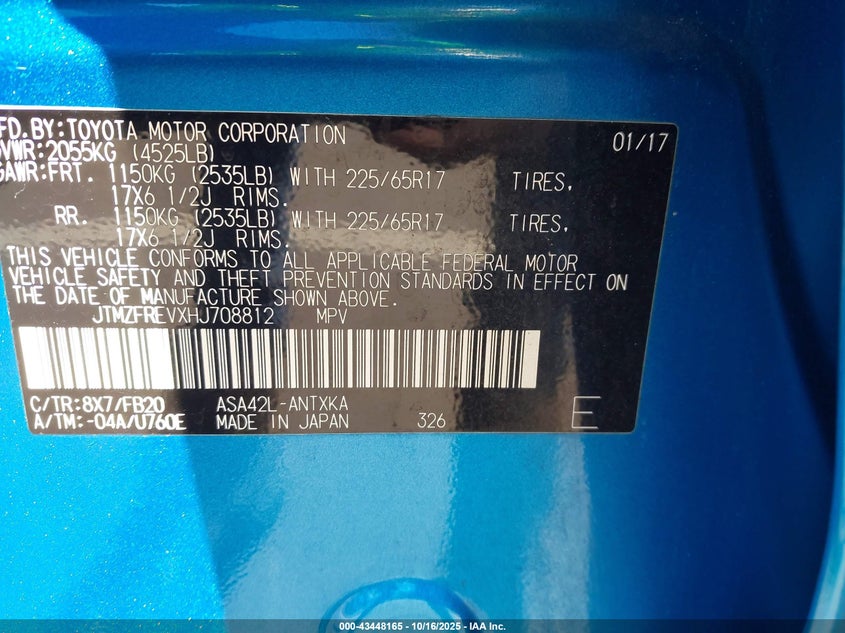 FD. BY: TOYOTA MOTOR CORPORATION 01/17
VWR: 2055KG (4525LB)
GAWR: FRT. 1150KG (2535LB) WITH 225/65R17 TIRES,
17X6 1/2J RIMS.
RR. 1150KG (2535LB) WITH 225/65R17 TIRES,
17X6 1/2J RIMS.
THIS VEHICLE CONFORMS TO ALL APPLICABLE FEDERAL MOTOR
VEHICLE SAFETY AND THEFT PREVENTION STANDARDS IN EFFECT ON
THE DATE OF MANUFACTURE SHOWN ABOVE.
JTMZFREVXHJ708812 MPV
C/TR: 8X7/FB20 ASA42L-ANTXKA
A/TM: -04A/U760E MADE IN JAPAN 326 E
000-43448165 - 10/16/2025 - IAA Inc.